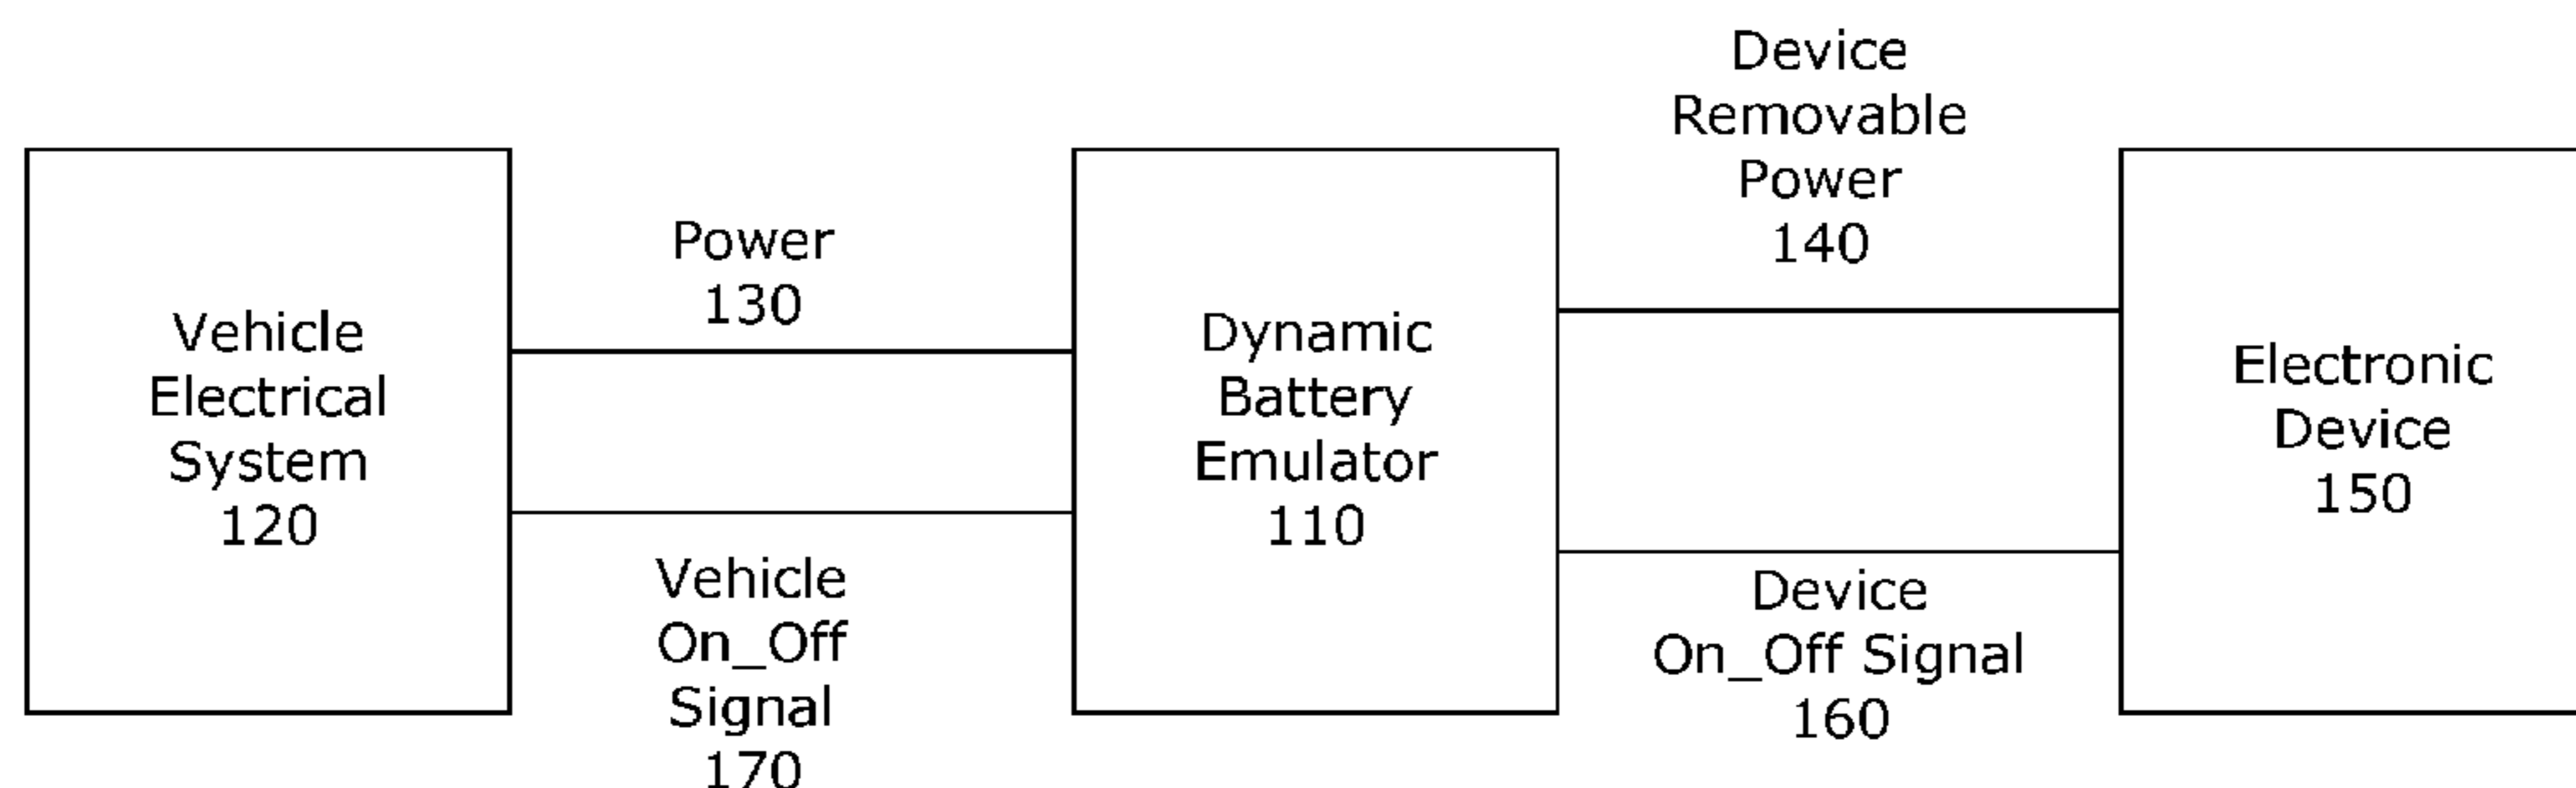 Vehicle
Electrical
System
120
Power
130
Vehicle
On_Off
Signal
170
Dynamic
Battery
Emulator
110
Device
Removable
Power
140
Device
On_Off Signal
160
Electronic
Device
150